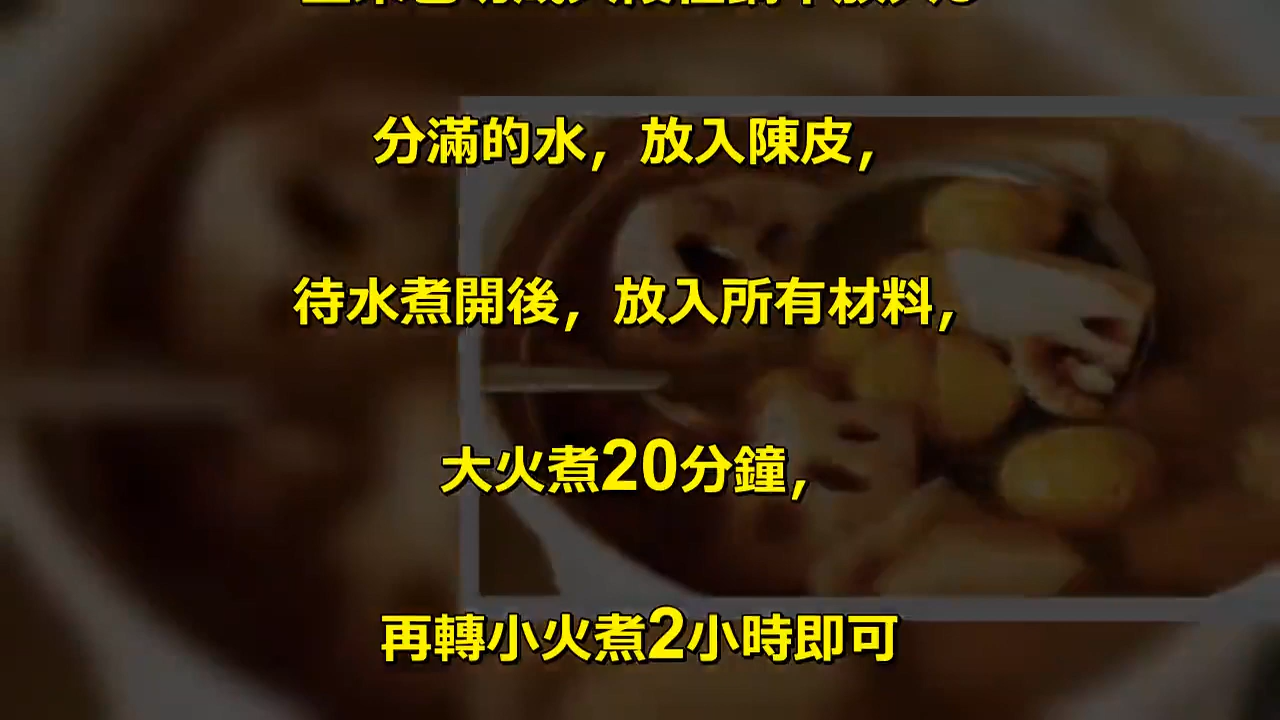 分滿的水，放入陳皮，
待水煮開後，放入所有材料，
大火煮20分鐘，
再轉小火煮2小時即可